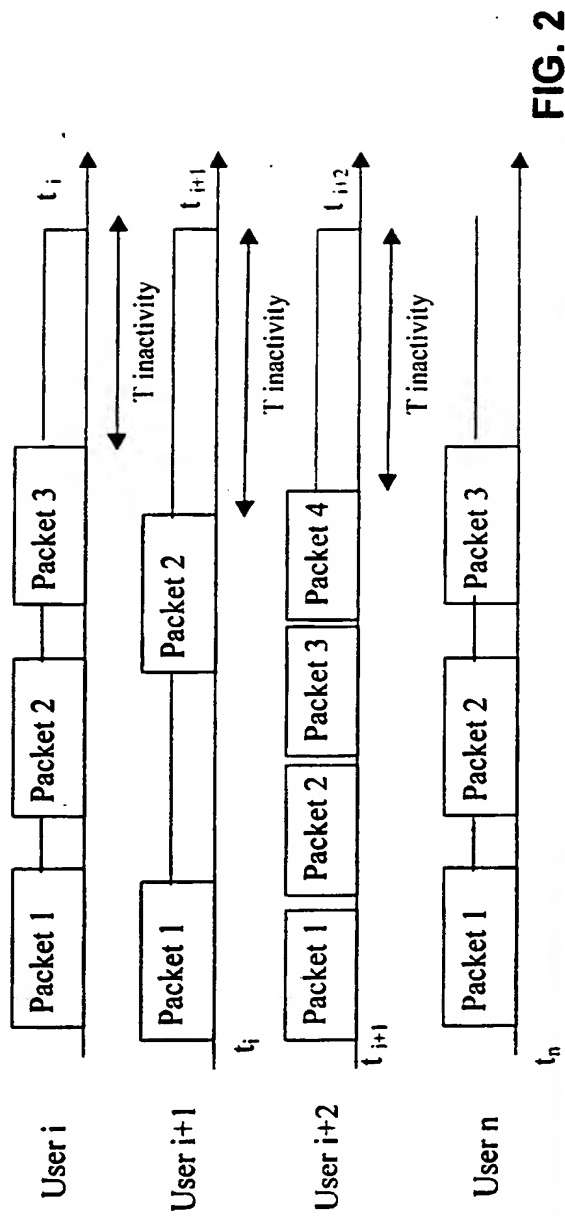 User i
Packet 1
Packet 2
Packet 3
t i
T inactivity
User i+1
t i
Packet 1
Packet 2
t i+1
T inactivity
User i+2
t i+1
Packet 1
Packet 2
Packet 3
Packet 4
t i+2
T inactivity
User n
t n
Packet 1
Packet 2
Packet 3
FIG. 2